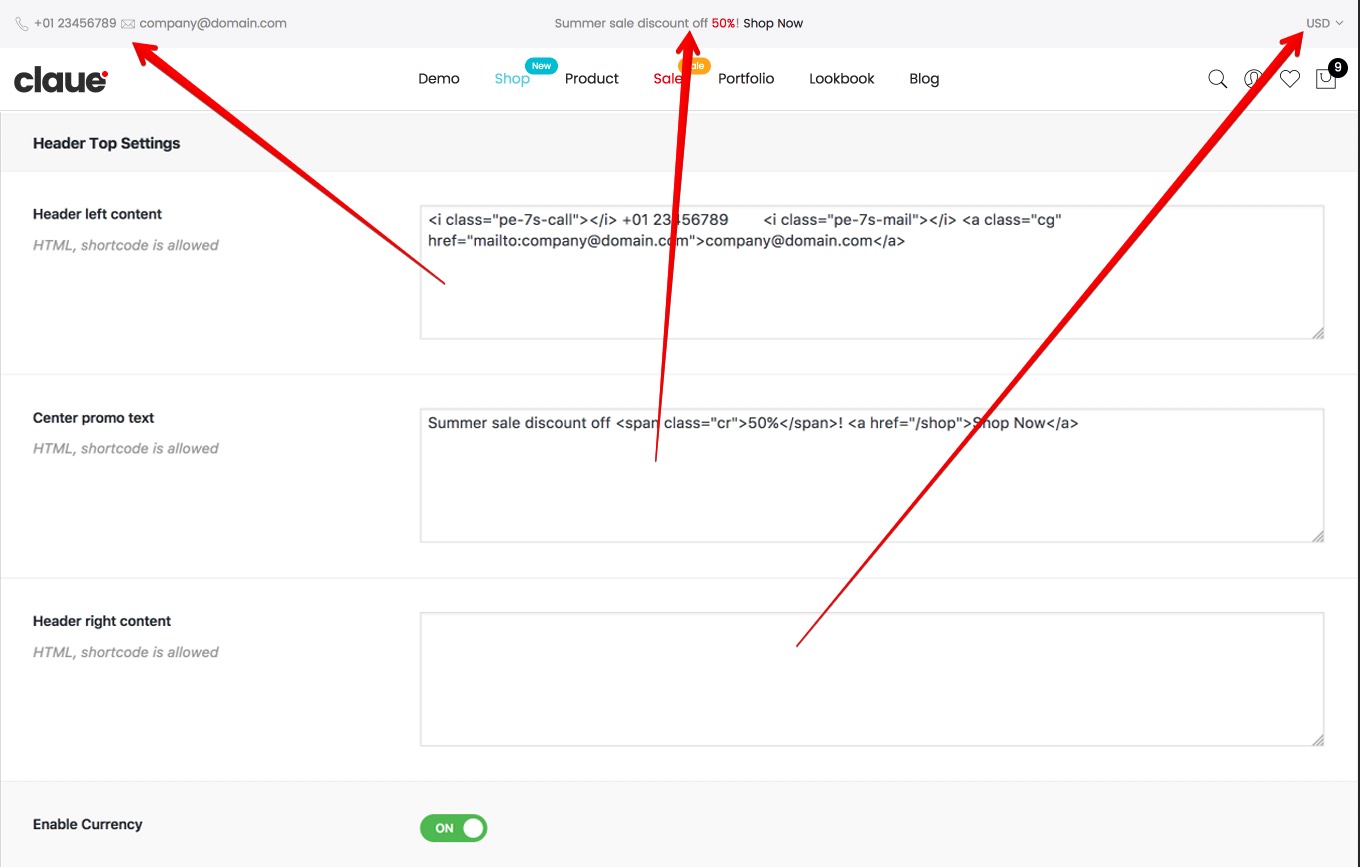 +01 23456789 company@domain.com Summer sale discount off 50%! Shop Now USD
claue Demo Shop New Product Sale Portfolio Lookbook Blog 9
Header Top Settings
Header left content
HTML, shortcode is allowed
<i class="pe-7s-call"></i> +01 23456789 <i class="pe-7s-mail"></i> <a class="cg"
href="mailto:company@domain.com">company@domain.com</a>
Center promo text
HTML, shortcode is allowed
Summer sale discount off <span class="cr">50%</span>! <a href="/shop">Shop Now</a>
Header right content
HTML, shortcode is allowed
Enable Currency
ON